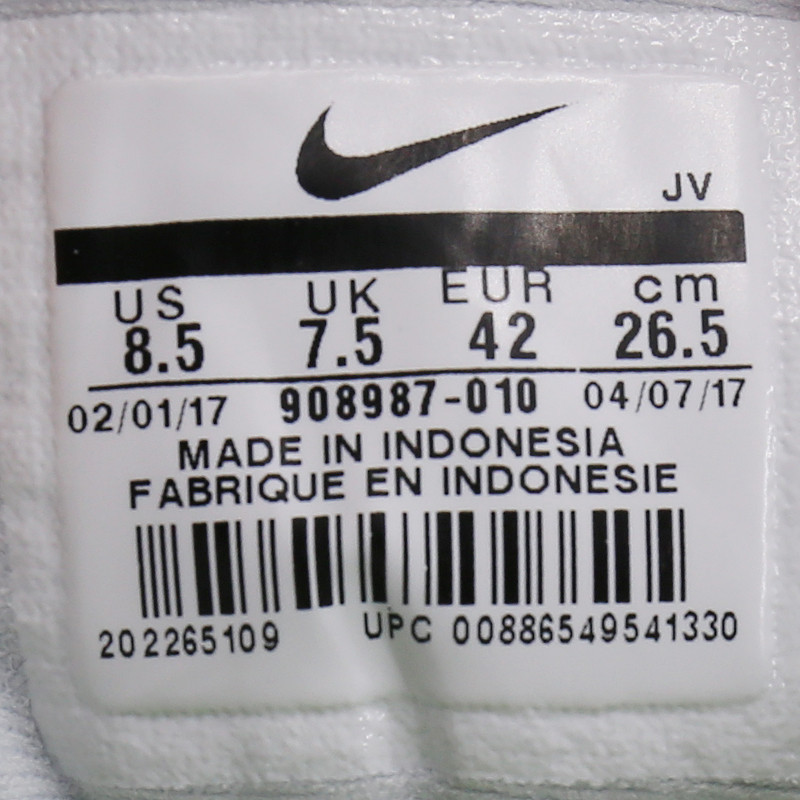 JV
US UK EUR cm
8.5 7.5 42 26.5
02/01/17 908987-010 04/07/17
MADE IN INDONESIA
FABRIQUE EN INDONESIE
202265109 UPC 00886549541330